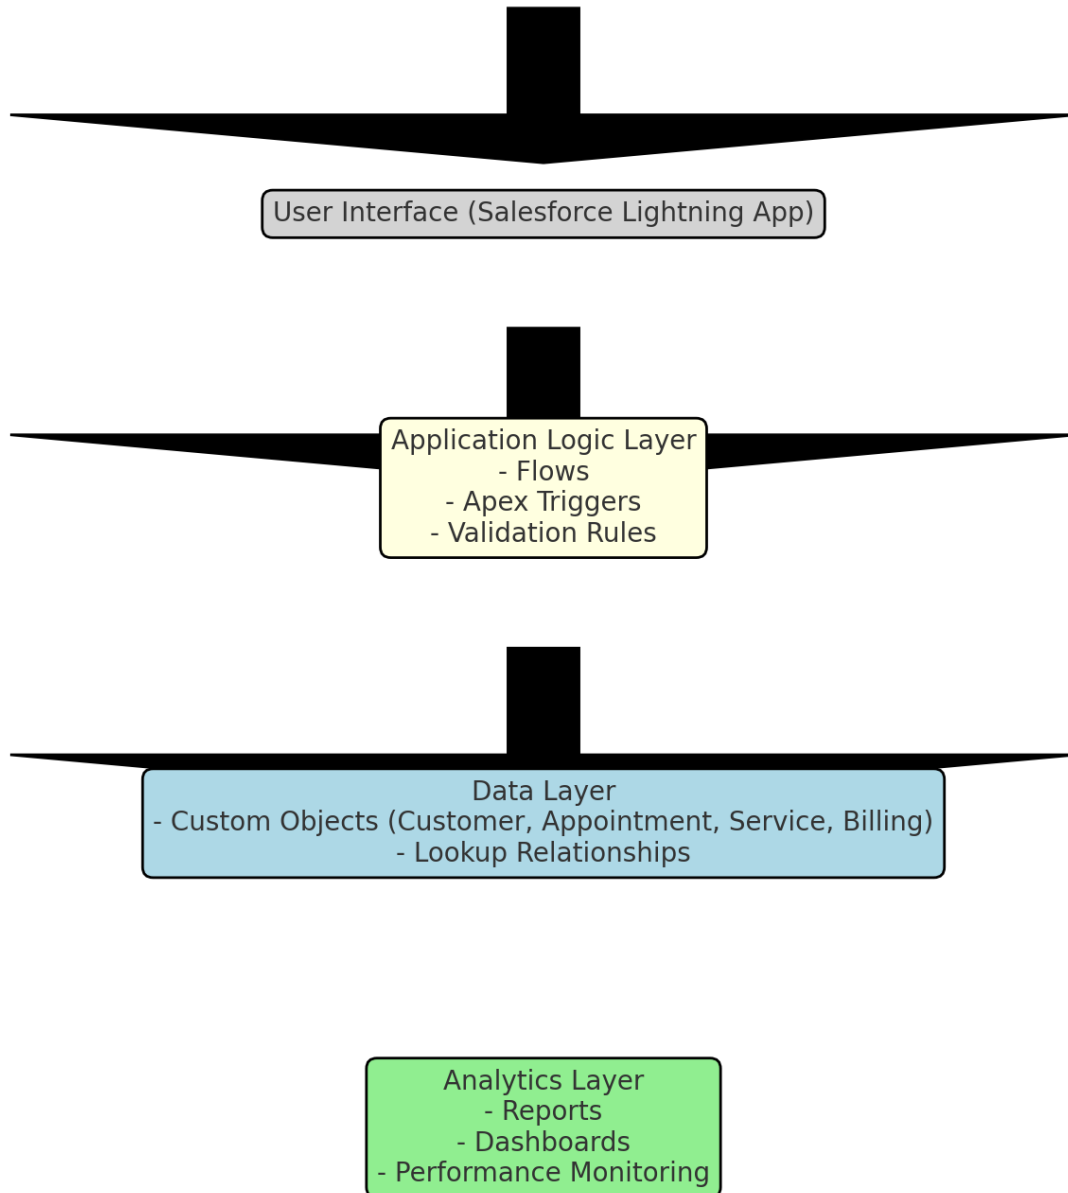 User Interface (Salesforce Lightning App)
Application Logic Layer
- Flows
- Apex Triggers
- Validation Rules
Data Layer
- Custom Objects (Customer, Appointment, Service, Billing)
- Lookup Relationships
Analytics Layer
- Reports
- Dashboards
- Performance Monitoring